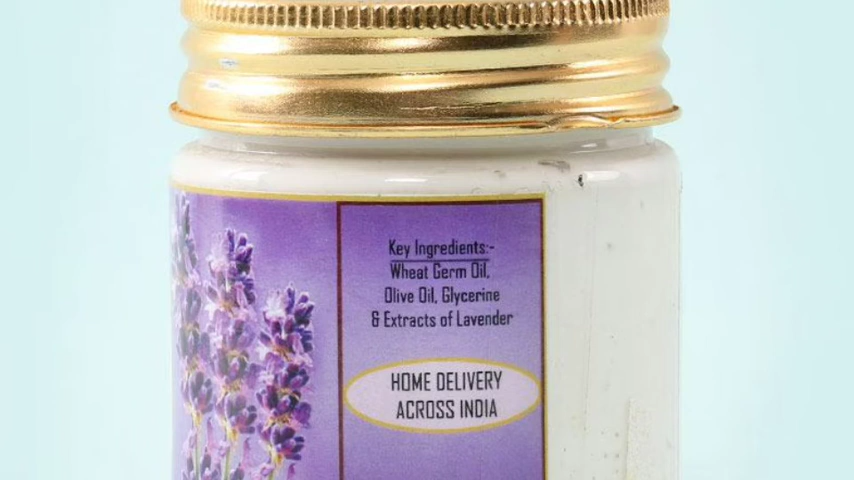 Key Ingredients:-
Wheat Germ Oil,
Olive Oil, Glycerine
& Extracts of Lavender
HOME DELIVERY
ACROSS INDIA